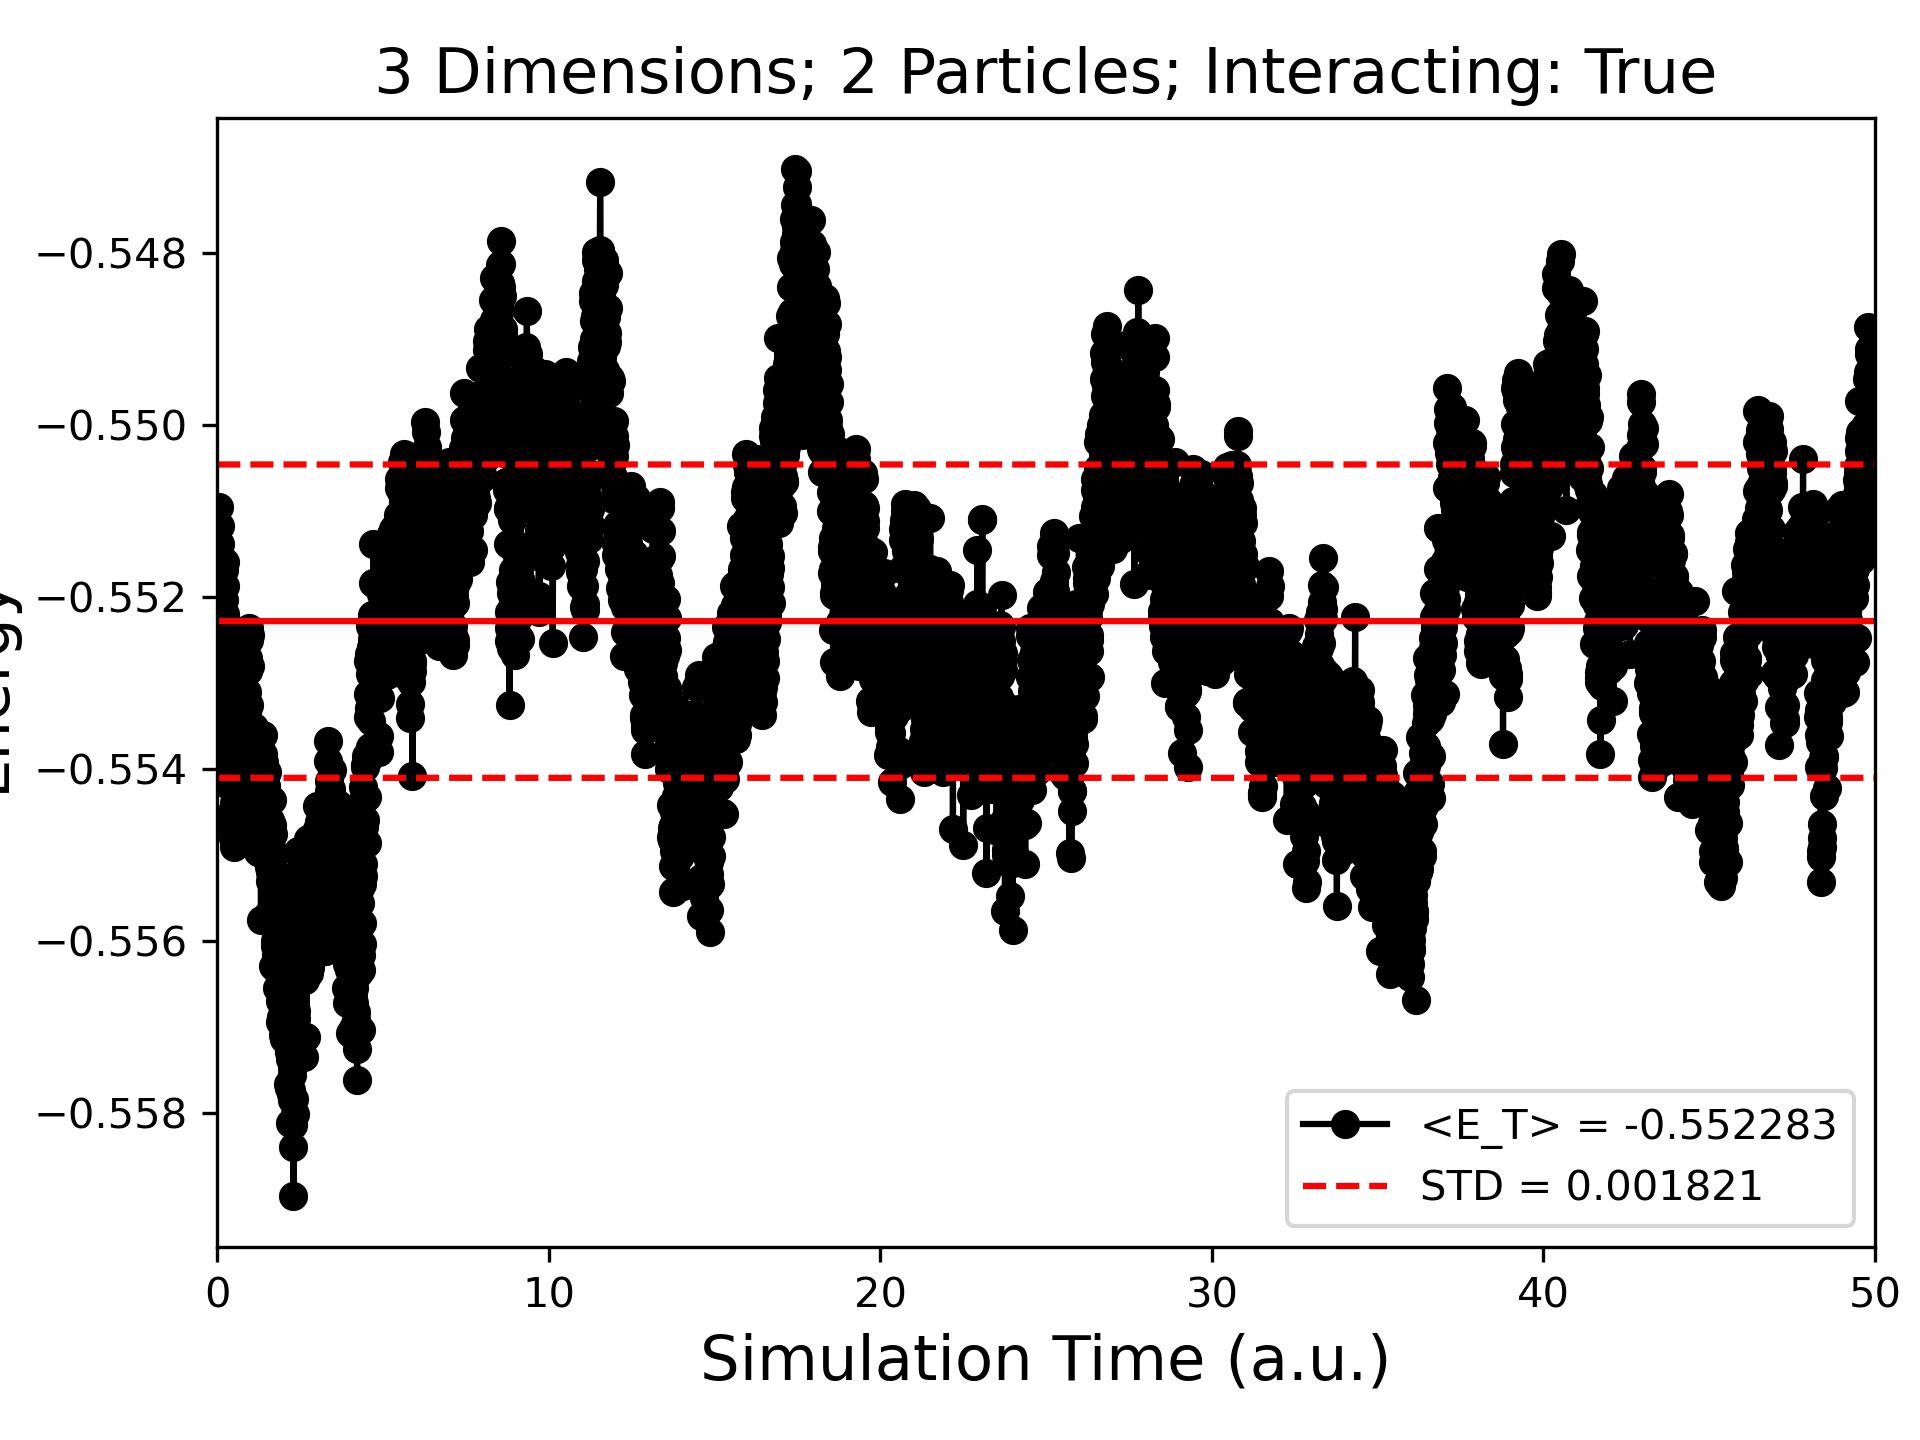 3 Dimensions; 2 Particles; Interacting: True
−0.548
−0.550
−0.552
−0.554
−0.556
−0.558
Energy
<E_T> = -0.552283
STD = 0.001821
0 10 20 30 40 50
Simulation Time (a.u.)